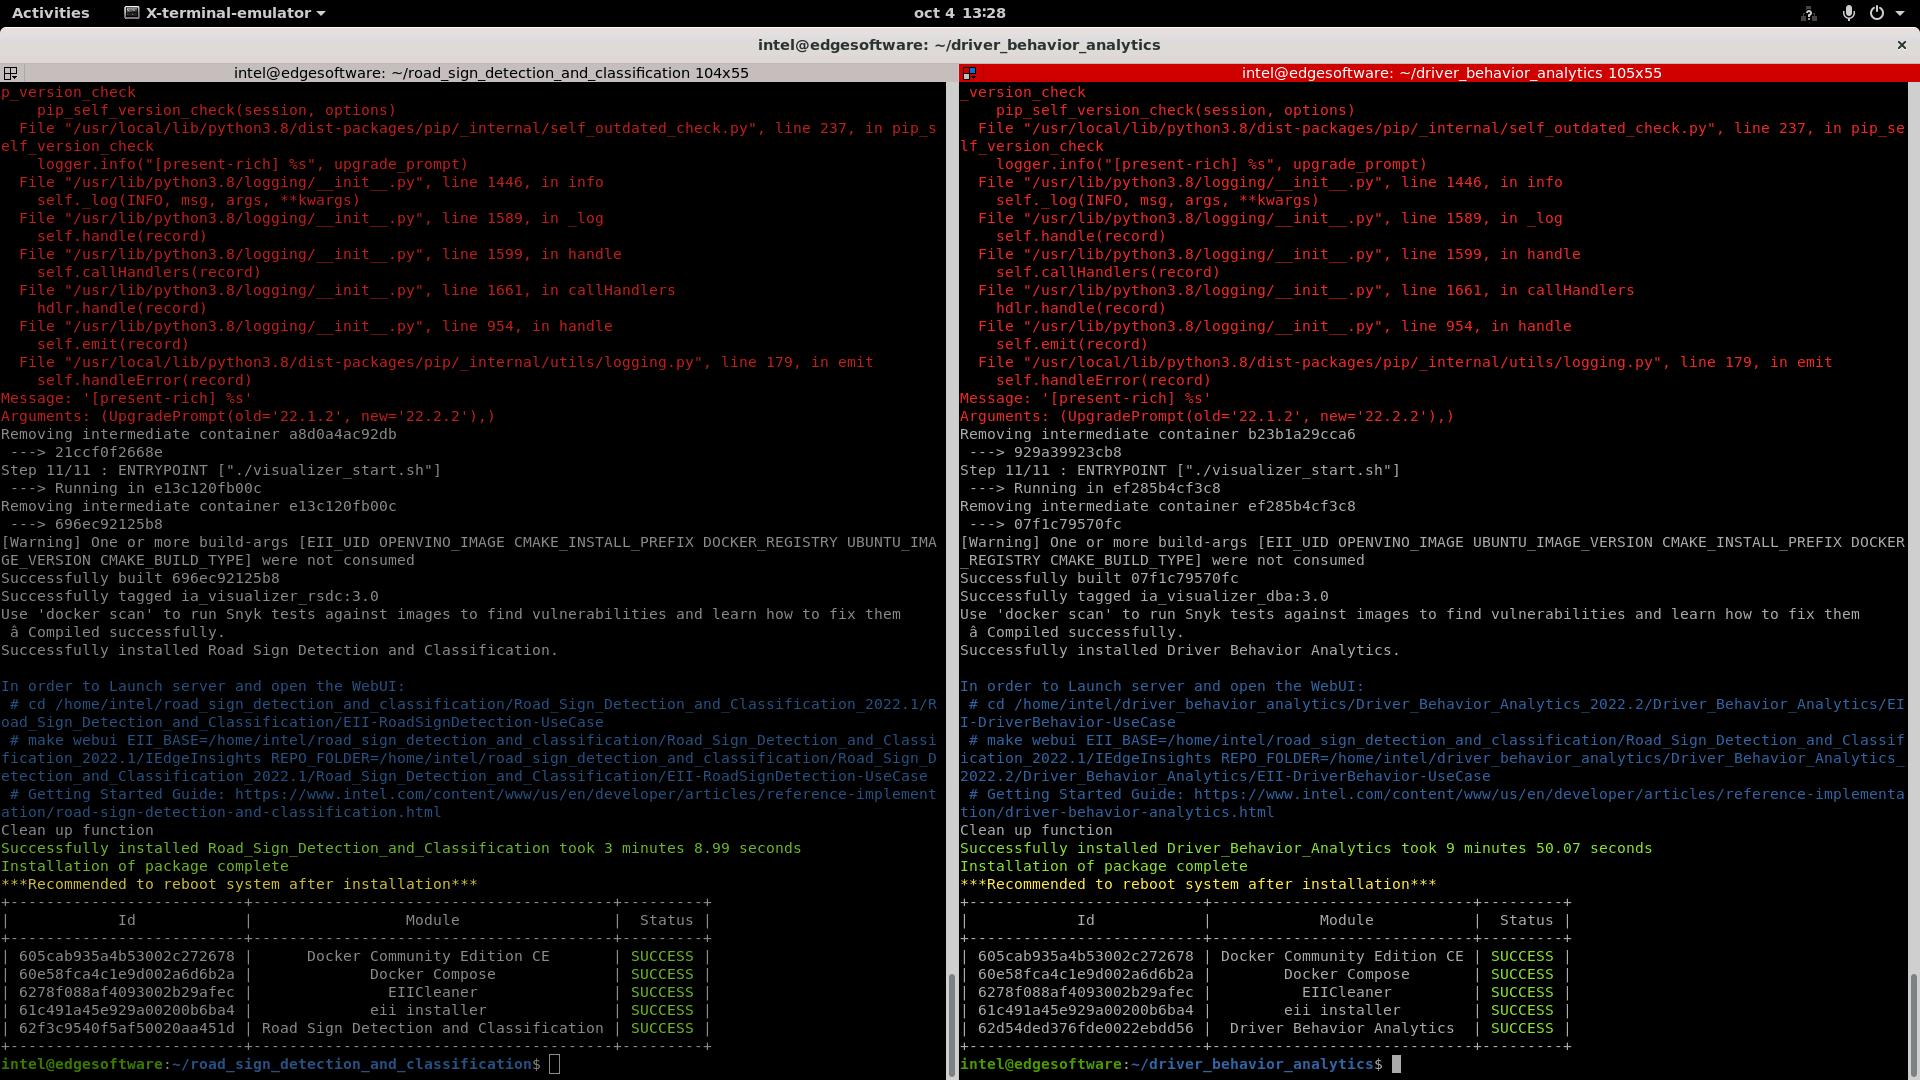 Activities
X-terminal-emulator
oct 4 13:28
intel@edgesoftware: ~/driver_behavior_analytics
intel@edgesoftware: ~/road_sign_detection_and_classification 104x55
p_version_check
    pip_self_version_check(session, options)
  File "/usr/local/lib/python3.8/dist-packages/pip/_internal/self_outdated_check.py", line 237, in pip_s
elf_version_check
    logger.info("[present-rich] %s", upgrade_prompt)
  File "/usr/lib/python3.8/logging/__init__.py", line 1446, in info
    self._log(INFO, msg, args, **kwargs)
  File "/usr/lib/python3.8/logging/__init__.py", line 1589, in _log
    self.handle(record)
  File "/usr/lib/python3.8/logging/__init__.py", line 1599, in handle
    self.callHandlers(record)
  File "/usr/lib/python3.8/logging/__init__.py", line 1661, in callHandlers
    hdlr.handle(record)
  File "/usr/lib/python3.8/logging/__init__.py", line 954, in handle
    self.emit(record)
  File "/usr/local/lib/python3.8/dist-packages/pip/_internal/utils/logging.py", line 179, in emit
    self.handleError(record)
Message: '[present-rich] %s'
Arguments: (UpgradePrompt(old='22.1.2', new='22.2.2'),)
Removing intermediate container a8d0a4ac92db
 ---> 21ccf0f2668e
Step 11/11 : ENTRYPOINT ["./visualizer_start.sh"]
 ---> Running in e13c120fb00c
Removing intermediate container e13c120fb00c
 ---> 696ec92125b8
[Warning] One or more build-args [EII_UID OPENVINO_IMAGE CMAKE_INSTALL_PREFIX DOCKER_REGISTRY UBUNTU_IMA
GE_VERSION CMAKE_BUILD_TYPE] were not consumed
Successfully built 696ec92125b8
Successfully tagged ia_visualizer_rsdc:3.0
Use 'docker scan' to run Snyk tests against images to find vulnerabilities and learn how to fix them
 â Compiled successfully.
Successfully installed Road Sign Detection and Classification.
In order to Launch server and open the WebUI:
 # cd /home/intel/road_sign_detection_and_classification/Road_Sign_Detection_and_Classification_2022.1/R
oad_Sign_Detection_and_Classification/EII-RoadSignDetection-UseCase
 # make webui EII_BASE=/home/intel/road_sign_detection_and_classification/Road_Sign_Detection_and_Classi
fication_2022.1/IEdgeInsights REPO_FOLDER=/home/intel/road_sign_detection_and_classification/Road_Sign_D
etection_and_Classification_2022.1/Road_Sign_Detection_and_Classification/EII-RoadSignDetection-UseCase
 # Getting Started Guide: https://www.intel.com/content/www/us/en/developer/articles/reference-implement
ation/road-sign-detection-and-classification.html
Clean up function
Successfully installed Road_Sign_Detection_and_Classification took 3 minutes 8.99 seconds
Installation of package complete
***Recommended to reboot system after installation***
+--------------------------+----------------------------------------+---------+
|            Id            |                 Module                 |  Status |
+--------------------------+----------------------------------------+---------+
| 605cab935a4b53002c272678 |      Docker Community Edition CE       | SUCCESS |
| 60e58fca4c1e9d002a6d6b2a |             Docker Compose             | SUCCESS |
| 6278f088af4093002b29afec |               EIICleaner               | SUCCESS |
| 61c491a45e929a00200b6ba4 |             eii installer              | SUCCESS |
| 62f3c9540f5af50020aa451d | Road Sign Detection and Classification | SUCCESS |
+--------------------------+----------------------------------------+---------+
intel@edgesoftware:~/road_sign_detection_and_classification$
intel@edgesoftware: ~/driver_behavior_analytics 105x55
_version_check
    pip_self_version_check(session, options)
  File "/usr/local/lib/python3.8/dist-packages/pip/_internal/self_outdated_check.py", line 237, in pip_se
lf_version_check
    logger.info("[present-rich] %s", upgrade_prompt)
  File "/usr/lib/python3.8/logging/__init__.py", line 1446, in info
    self._log(INFO, msg, args, **kwargs)
  File "/usr/lib/python3.8/logging/__init__.py", line 1589, in _log
    self.handle(record)
  File "/usr/lib/python3.8/logging/__init__.py", line 1599, in handle
    self.callHandlers(record)
  File "/usr/lib/python3.8/logging/__init__.py", line 1661, in callHandlers
    hdlr.handle(record)
  File "/usr/lib/python3.8/logging/__init__.py", line 954, in handle
    self.emit(record)
  File "/usr/local/lib/python3.8/dist-packages/pip/_internal/utils/logging.py", line 179, in emit
    self.handleError(record)
Message: '[present-rich] %s'
Arguments: (UpgradePrompt(old='22.1.2', new='22.2.2'),)
Removing intermediate container b23b1a29cca6
 ---> 929a39923cb8
Step 11/11 : ENTRYPOINT ["./visualizer_start.sh"]
 ---> Running in ef285b4cf3c8
Removing intermediate container ef285b4cf3c8
 ---> 07f1c79570fc
[Warning] One or more build-args [EII_UID OPENVINO_IMAGE UBUNTU_IMAGE_VERSION CMAKE_INSTALL_PREFIX DOCKER
_REGISTRY CMAKE_BUILD_TYPE] were not consumed
Successfully built 07f1c79570fc
Successfully tagged ia_visualizer_dba:3.0
Use 'docker scan' to run Snyk tests against images to find vulnerabilities and learn how to fix them
 â Compiled successfully.
Successfully installed Driver Behavior Analytics.
In order to Launch server and open the WebUI:
 # cd /home/intel/driver_behavior_analytics/Driver_Behavior_Analytics_2022.2/Driver_Behavior_Analytics/EI
I-DriverBehavior-UseCase
 # make webui EII_BASE=/home/intel/road_sign_detection_and_classification/Road_Sign_Detection_and_Classif
ication_2022.1/IEdgeInsights REPO_FOLDER=/home/intel/driver_behavior_analytics/Driver_Behavior_Analytics_
2022.2/Driver_Behavior_Analytics/EII-DriverBehavior-UseCase
 # Getting Started Guide: https://www.intel.com/content/www/us/en/developer/articles/reference-implementa
tion/driver-behavior-analytics.html
Clean up function
Successfully installed Driver_Behavior_Analytics took 9 minutes 50.07 seconds
Installation of package complete
***Recommended to reboot system after installation***
+--------------------------+-----------------------------+---------+
|            Id            |            Module           |  Status |
+--------------------------+-----------------------------+---------+
| 605cab935a4b53002c272678 | Docker Community Edition CE | SUCCESS |
| 60e58fca4c1e9d002a6d6b2a |        Docker Compose       | SUCCESS |
| 6278f088af4093002b29afec |          EIICleaner         | SUCCESS |
| 61c491a45e929a00200b6ba4 |        eii installer        | SUCCESS |
| 62d54ded376fde0022ebdd56 |  Driver Behavior Analytics  | SUCCESS |
+--------------------------+-----------------------------+---------+
intel@edgesoftware:~/driver_behavior_analytics$